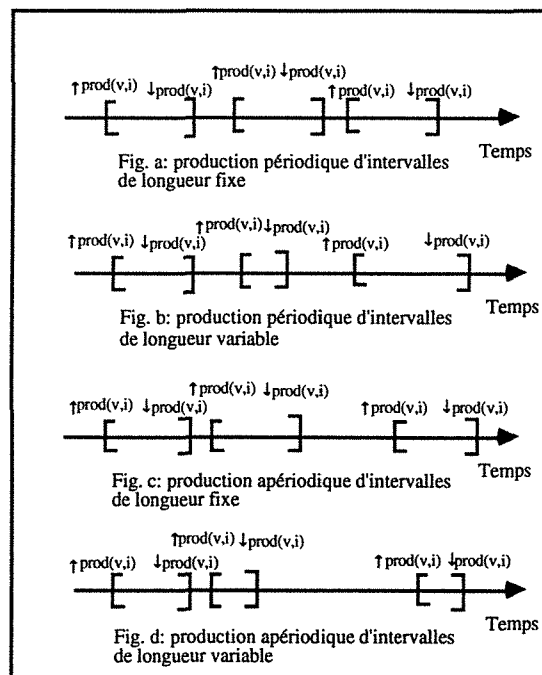 ↑prod(v,i) ↓prod(v,i)
↑prod(v,i) ↓prod(v,i) ↑prod(v,i) ↓prod(v,i)
Temps
Fig. a: production périodique d'intervalles
de longueur fixe
↑prod(v,i) ↓prod(v,i)
↑prod(v,i) ↓prod(v,i) ↑prod(v,i) ↓prod(v,i)
Temps
Fig. b: production périodique d'intervalles
de longueur variable
↑prod(v,i) ↓prod(v,i)
↑prod(v,i) ↓prod(v,i) ↑prod(v,i) ↓prod(v,i)
Temps
Fig. c: production apériodique d'intervalles
de longueur fixe
↑prod(v,i) ↓prod(v,i)
↑prod(v,i) ↓prod(v,i) ↑prod(v,i) ↓prod(v,i)
Temps
Fig. d: production apériodique d'intervalles
de longueur variable